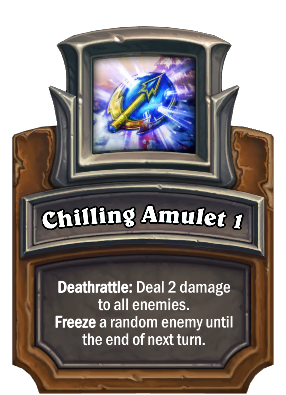 Chilling Amulet 1
Deathrattle: Deal 2 damage
to all enemies.
Freeze a random enemy until
the end of next turn.